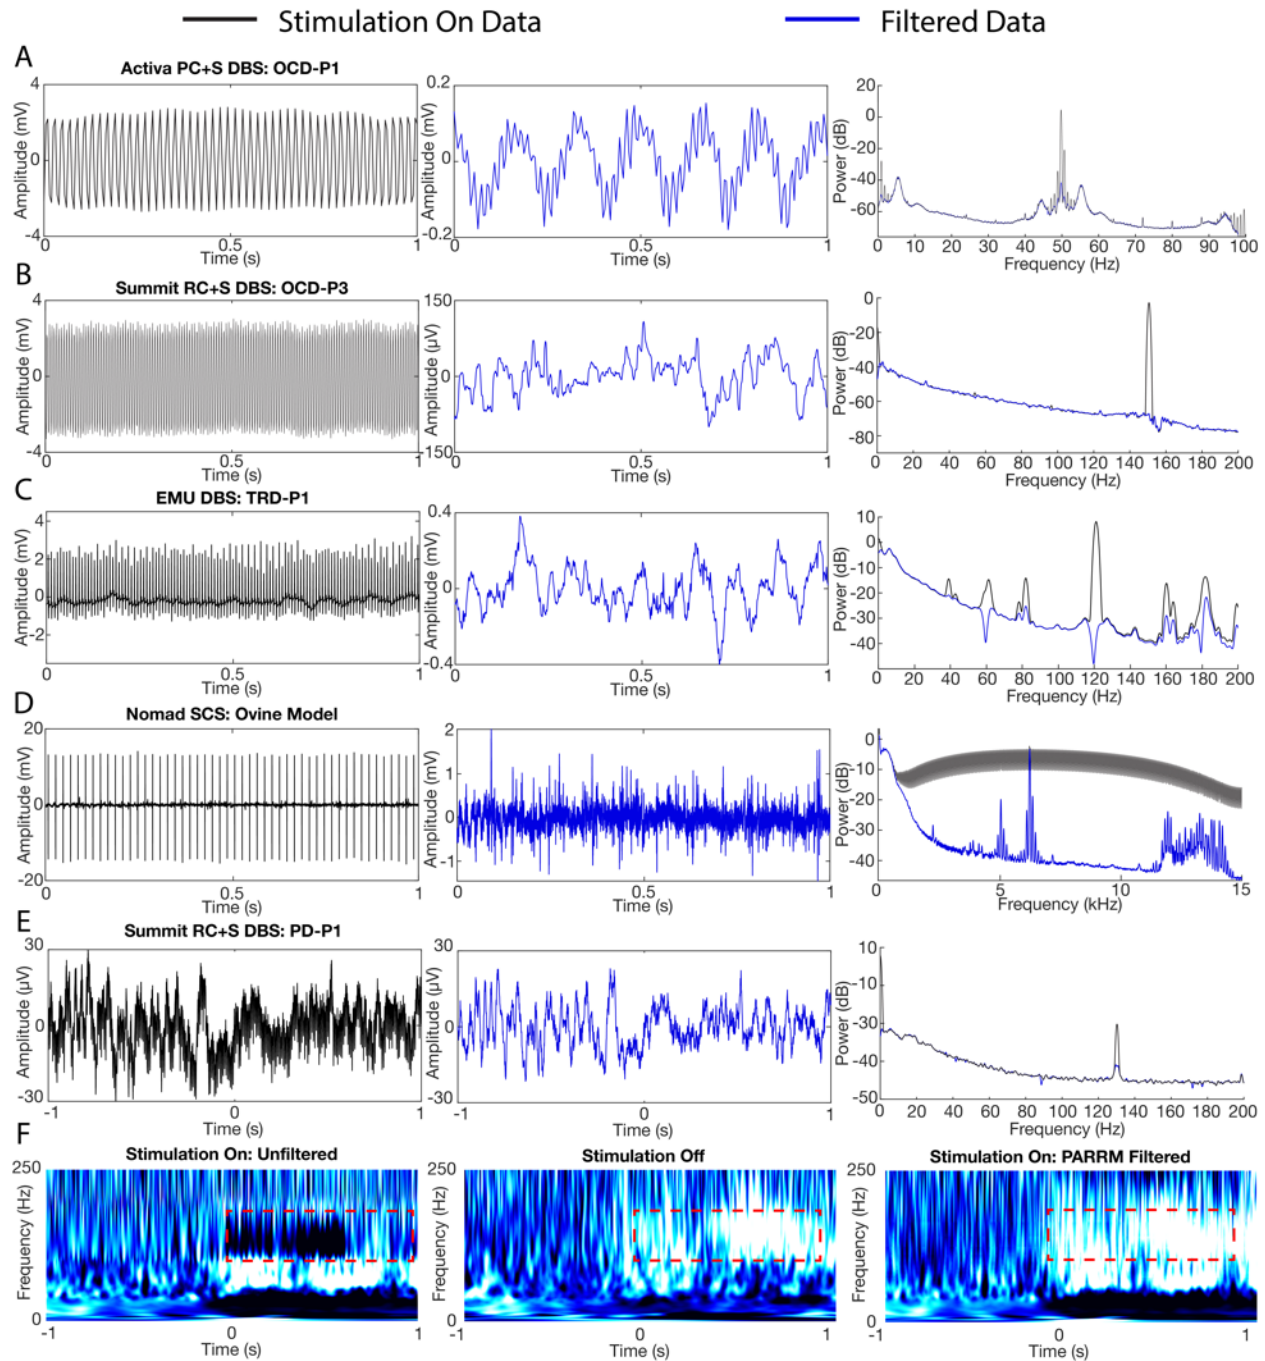 Stimulation On Data Filtered Data
A
Activa PC+S DBS: OCD-P1
Amplitude (mV)
4
0
-4
0.5
1
Time (s)
Amplitude (mV)
0.2
0
-0.2
0.5
1
Time (s)
Power (dB)
20
0
-20
-40
-60
0 10 20 30 40 50 60 70 80 90 100
Frequency (Hz)
B
Summit RC+S DBS: OCD-P3
Amplitude (mV)
4
0
-4
0 0.5 1
Time (s)
Amplitude (µV)
150
0
150
0 0.5 1
Time (s)
Power (dB)
0
-20
-40
-60
-80
0 20 40 60 80 100 120 140 160 180 200
Frequency (Hz)
C
EMU DBS: TRD-P1
Amplitude (mV)
4
2
0
-2
0 0.5 1
Time (s)
Amplitude (mV)
0.4
0
-0.4
0.5 1
Time (s)
Power (dB)
10
0
-10
-20
-30
-40
0 20 40 60 80 100 120 140 160 180 200
Frequency (Hz)
D
Nomad SCS: Ovine Model
Amplitude (mV)
20
0
-20
0 0.5 1
Time (s)
Amplitude (mV)
2
1
0
-1
0 0.5 1
Time (s)
Power (dB)
0
-10
-20
-30
-40
0 5 10 15
Frequency (kHz)
E
Summit RC+S DBS: PD-P1
Amplitude (µV)
30
0
-30
-1 0 1
Time (s)
Amplitude (µV)
30
0
-30
-1 0 1
Time (s)
Power (dB)
10
-10
-30
-40
-50
0 20 40 60 80 100 120 140 160 180 200
Frequency (Hz)
F
Stimulation On: Unfiltered
Frequency (Hz)
250
0
-1 0 1
Time (s)
Stimulation Off
Frequency (Hz)
250
0
-1 0 1
Time (s)
Stimulation On: PARRM Filtered
Frequency (Hz)
250
0
-1 0 1
Time (s)